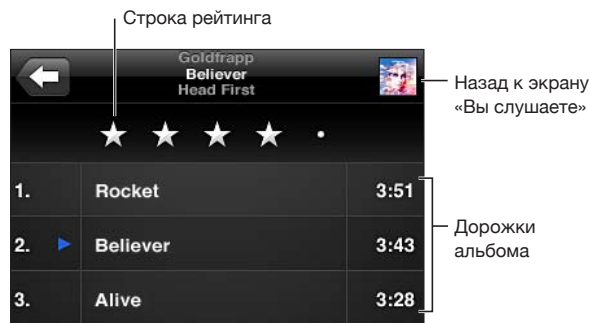 Строка рейтинга
Goldfrapp
Believer
Head First
Назад к экрану
«Вы слушаете»
1. Rocket 3:51
2. Believer 3:43
3. Alive 3:28
Дорожки
альбома